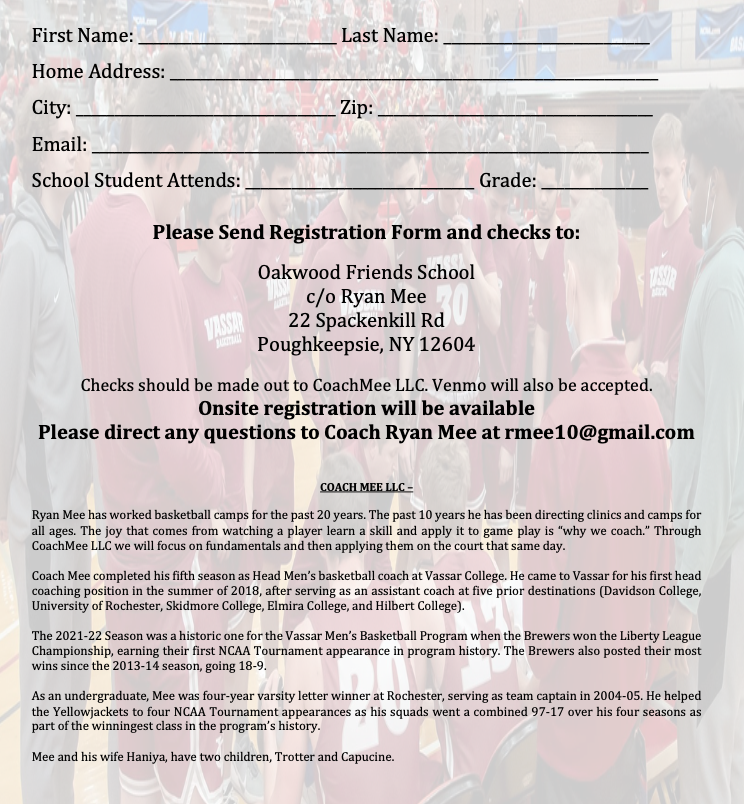 First Name: ______________________ Last Name: ______________________
Home Address: ______________________________________________________
City: _____________________________ Zip: ______________________________
Email: ______________________________________________________________
School Student Attends: _________________________ Grade: ____________
Please Send Registration Form and checks to:
Oakwood Friends School
c/o Ryan Mee
22 Spackenkill Rd
Poughkeepsie, NY 12604
Checks should be made out to CoachMee LLC. Venmo will also be accepted.
Onsite registration will be available
Please direct any questions to Coach Ryan Mee at rmee10@gmail.com
COACH MEE LLC –
Ryan Mee has worked basketball camps for the past 20 years. The past 10 years he has been directing clinics and camps for
all ages. The joy that comes from watching a player learn a skill and apply it to game play is “why we coach.” Through
CoachMee LLC we will focus on fundamentals and then applying them on the court that same day.
Coach Mee completed his fifth season as Head Men’s basketball coach at Vassar College. He came to Vassar for his first head
coaching position in the summer of 2018, after serving as an assistant coach at five prior destinations (Davidson College,
University of Rochester, Skidmore College, Elmira College, and Hilbert College).
The 2021-22 Season was a historic one for the Vassar Men’s Basketball Program when the Brewers won the Liberty League
Championship, earning their first NCAA Tournament appearance in program history. The Brewers also posted their most
wins since the 2013-14 season, going 18-9.
As an undergraduate, Mee was four-year varsity letter winner at Rochester, serving as team captain in 2004-05. He helped
the Yellowjackets to four NCAA Tournament appearances as his squads went a combined 97-17 over his four seasons as
part of the winningest class in the program’s history.
Mee and his wife Haniya, have two children, Trotter and Capucine.
VASSAR
BASKETBALL
VASSAR
30
VASSAR
20